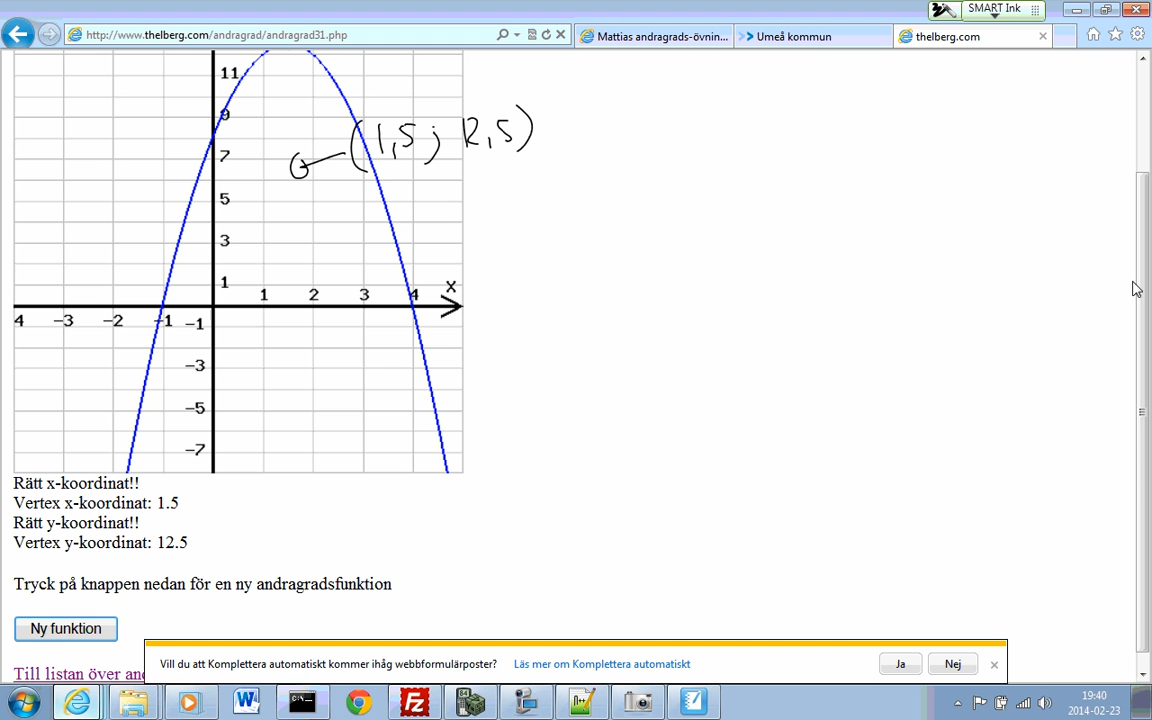 SMART Ink
http://www.thelberg.com/andragrad/andragrad31.php
Mattias andragrads-övnin...
>> Umeå kommun
thelberg.com
11
9
7
5
3
1
(1,5 ; 12,5)
1 2 3 4 x
4 −3 −2 −1
−1
−3
−5
−7
Rätt x-koordinat!!
Vertex x-koordinat: 1.5
Rätt y-koordinat!!
Vertex y-koordinat: 12.5
Tryck på knappen nedan för en ny andragradsfunktion
Ny funktion
Till listan över
Vill du att Komplettera automatiskt kommer ihåg webbformulärposter? Läs mer om Komplettera automatiskt Ja Nej
19:40
2014-02-23